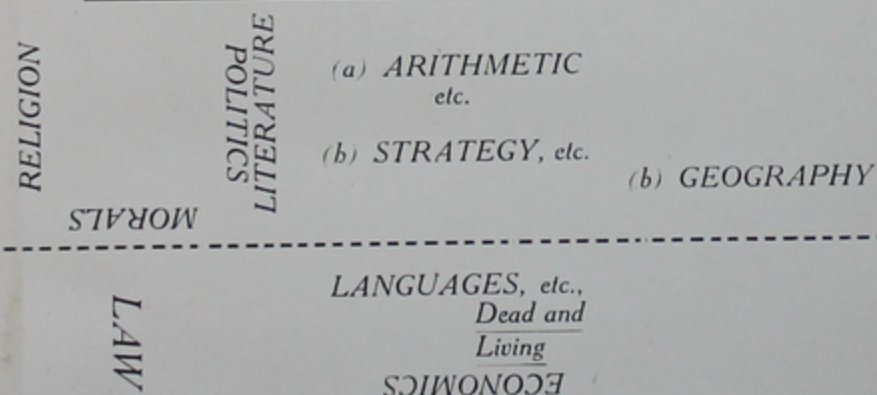 RELIGION
MORALS
POLITICS
LITERATURE
(a) ARITHMETIC
etc.
(b) STRATEGY, etc.
(b) GEOGRAPHY
LAW
LANGUAGES, etc.,
Dead and
Living
ECONOMICS